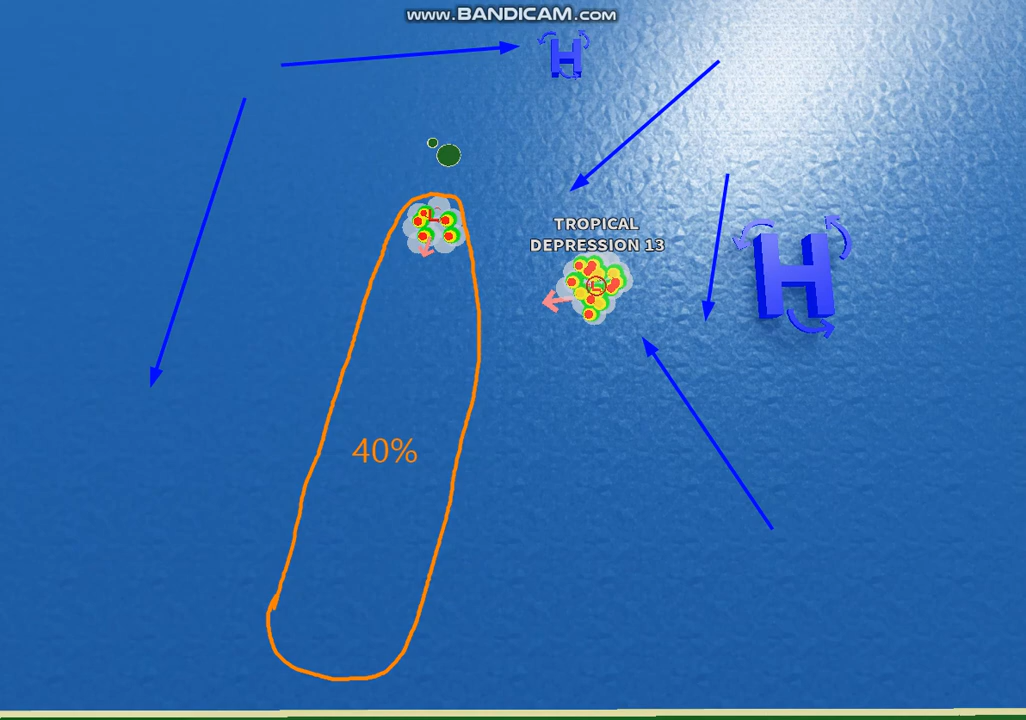 www.BANDICAM.com
H
TROPICAL
DEPRESSION 13
H
L
L
40%